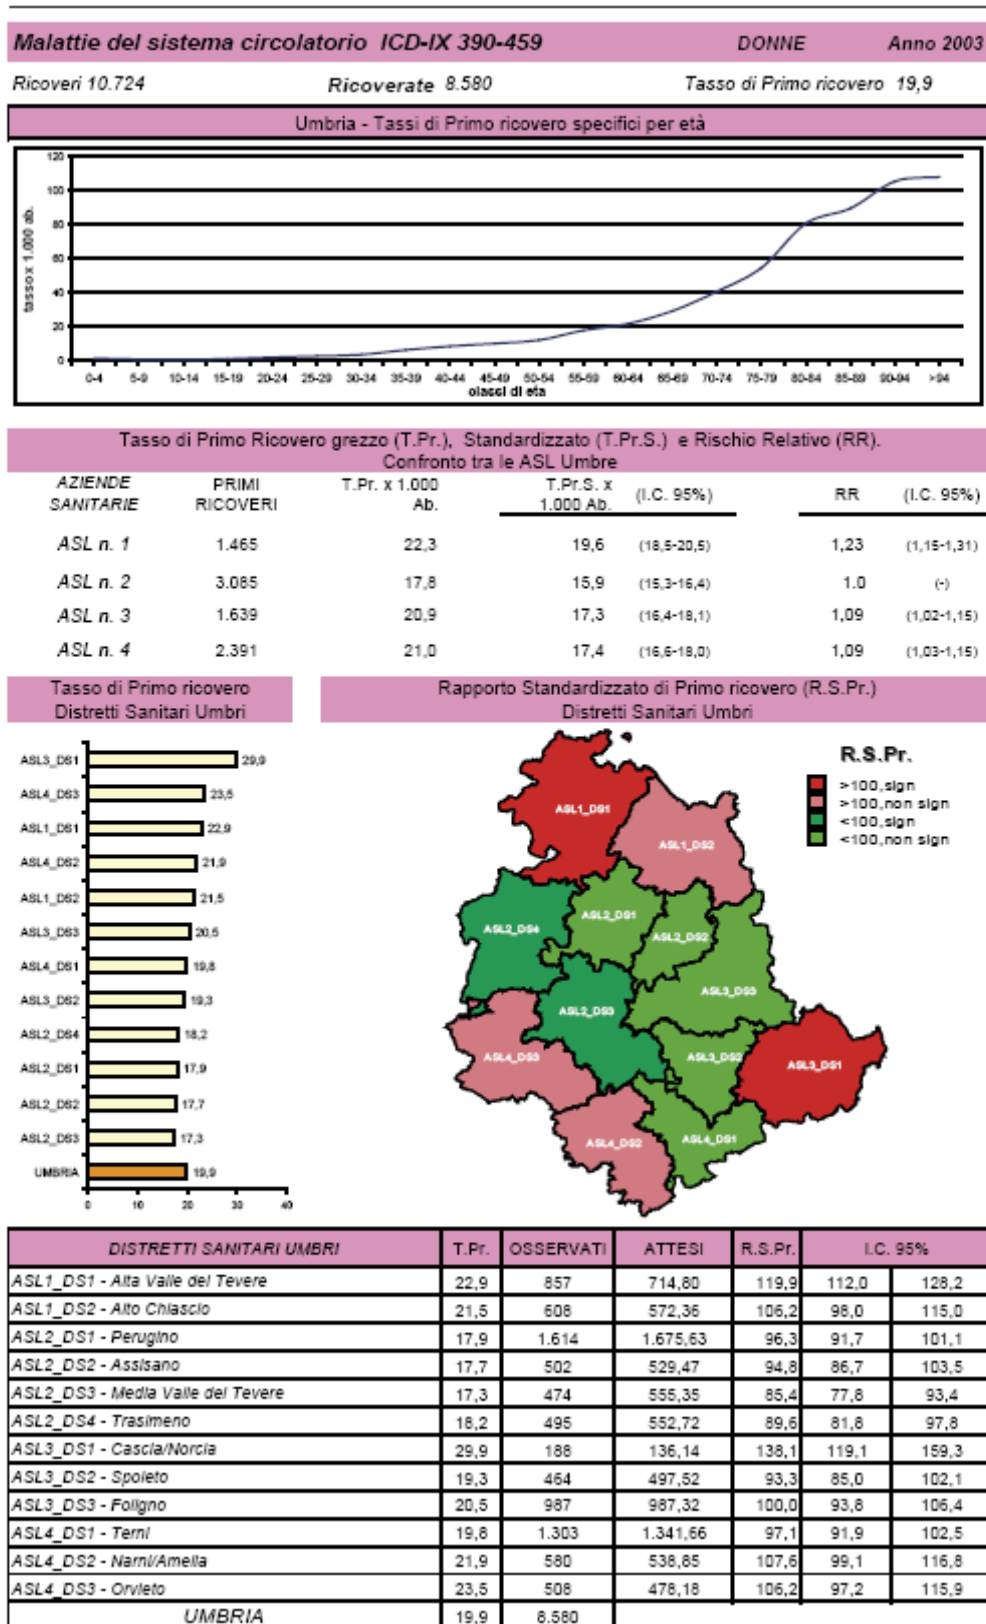 Malattie del sistema circolatorio ICD-IX 390-459 DONNE Anno 2003
Ricoveri 10.724 Ricoverate 8.580 Tasso di Primo ricovero 19,9
Umbria - Tassi di Primo ricovero specifici per età
tasso x 1.000 ab.
120
100
80
60
40
20
0
0-4 5-9 10-14 15-19 20-24 25-29 30-34 35-39 40-44 45-49 50-54 55-59 60-64 65-69 70-74 75-79 80-84 85-89 90-94 >94
classi di eta
Tasso di Primo Ricovero grezzo (T.Pr.), Standardizzato (T.Pr.S.) e Rischio Relativo (RR).
Confronto tra le ASL Umbre
AZIENDE SANITARIE PRIMI RICOVERI T.Pr. x 1.000 Ab. T.Pr.S. x 1.000 Ab. (I.C. 95%) RR (I.C. 95%)
ASL n. 1 1.465 22,3 19,6 (18,5-20,5) 1,23 (1,15-1,31)
ASL n. 2 3.085 17,8 15,9 (15,3-16,4) 1.0 (-)
ASL n. 3 1.639 20,9 17,3 (16,4-18,1) 1,09 (1,02-1,15)
ASL n. 4 2.391 21,0 17,4 (16,6-18,0) 1,09 (1,03-1,15)
Tasso di Primo ricovero
Distretti Sanitari Umbri
ASL3_DS1 29,9
ASL4_DS3 23,5
ASL1_DS1 22,9
ASL4_DS2 21,9
ASL1_DS2 21,5
ASL3_DS3 20,5
ASL4_DS1 19,8
ASL3_DS2 19,3
ASL2_DS4 18,2
ASL2_DS1 17,9
ASL2_DS2 17,7
ASL2_DS3 17,3
UMBRIA 19,9
0 10 20 30 40
Rapporto Standardizzato di Primo ricovero (R.S.Pr.)
Distretti Sanitari Umbri
R.S.Pr.
>100,sign
>100,non sign
<100,sign
<100,non sign
ASL1_DS1
ASL1_DS2
ASL2_DS1
ASL2_DS4
ASL2_DS2
ASL3_DS3
ASL2_DS3
ASL4_DS3
ASL3_DS2
ASL3_DS1
ASL4_DS2
ASL4_DS1
DISTRETTI SANITARI UMBRI T.Pr. OSSERVATI ATTESI R.S.Pr. I.C. 95%
ASL1_DS1 - Alta Valle del Tevere 22,9 857 714,80 119,9 112,0 128,2
ASL1_DS2 - Alto Chiascio 21,5 608 572,36 106,2 98,0 115,0
ASL2_DS1 - Perugino 17,9 1.614 1.675,63 96,3 91,7 101,1
ASL2_DS2 - Assisano 17,7 502 529,47 94,8 86,7 103,5
ASL2_DS3 - Media Valle del Tevere 17,3 474 555,35 85,4 77,8 93,4
ASL2_DS4 - Trasimeno 18,2 495 552,72 89,6 81,8 97,8
ASL3_DS1 - Cascia/Norcia 29,9 188 136,14 138,1 119,1 159,3
ASL3_DS2 - Spoleto 19,3 464 497,52 93,3 85,0 102,1
ASL3_DS3 - Foligno 20,5 987 987,32 100,0 93,8 106,4
ASL4_DS1 - Terni 19,8 1.303 1.341,66 97,1 91,9 102,5
ASL4_DS2 - Narni/Amelia 21,9 580 538,85 107,6 99,1 116,8
ASL4_DS3 - Orvieto 23,5 508 478,18 106,2 97,2 115,9
UMBRIA 19,9 8.580